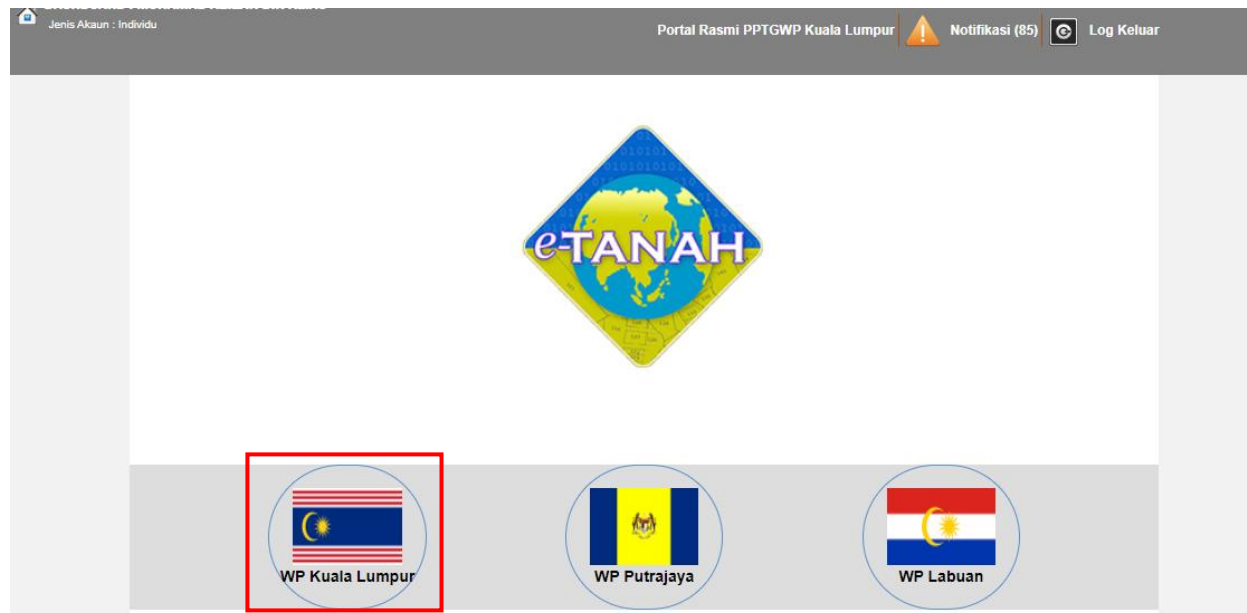 Jenis Akaun : Individu
Portal Rasmi PPTGWP Kuala Lumpur Notifikasi (85) Log Keluar
e-TANAH
WP Kuala Lumpur WP Putrajaya WP Labuan